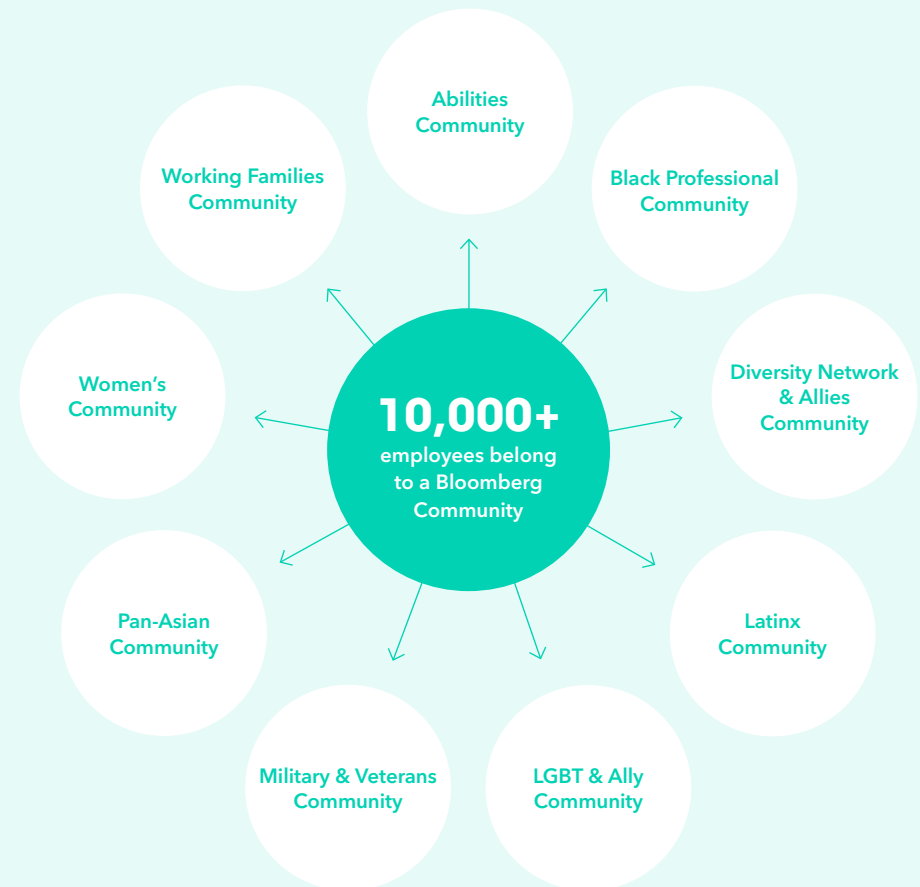 Abilities
Community
Black Professional
Community
Diversity Network
& Allies
Community
Latinx
Community
LGBT & Ally
Community
Military & Veterans
Community
Pan-Asian
Community
Women’s
Community
Working Families
Community
10,000+
employees belong
to a Bloomberg
Community